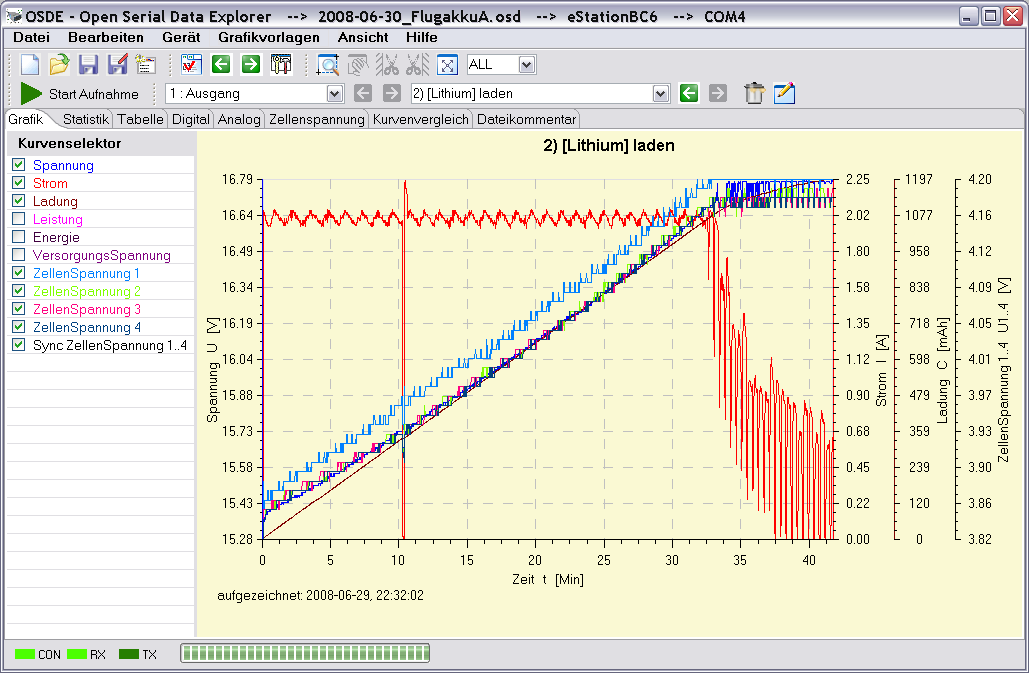 OSDE - Open Serial Data Explorer --> 2008-06-30_FlugakkuA.osd --> eStationBC6 --> COM4
Datei Bearbeiten Gerät Grafikvorlagen Ansicht Hilfe
ALL
Start Aufnahme 1 : Ausgang 2) [Lithium] laden
Grafik Statistik Tabelle Digital Analog Zellenspannung Kurvenvergleich Dateikommentar
Kurvenselektor
Spannung
Strom
Ladung
Leistung
Energie
VersorgungsSpannung
ZellenSpannung 1
ZellenSpannung 2
ZellenSpannung 3
ZellenSpannung 4
Sync ZellenSpannung 1..4
2) [Lithium] laden
Spannung U [V]
16.79
16.64
16.49
16.34
16.19
16.04
15.88
15.73
15.58
15.43
15.28
2.25
2.02
1.80
1.58
1.35
1.12
0.90
0.68
0.45
0.22
0.00
Strom I [A]
1197
1077
958
838
718
598
479
359
239
120
0
Ladung C [mAh]
4.20
4.16
4.12
4.09
4.05
4.01
3.97
3.93
3.90
3.86
3.82
ZellenSpannung 1..4 U1..4 [V]
0 5 10 15 20 25 30 35 40
Zeit t [Min]
aufgezeichnet: 2008-06-29, 22:32:02
CON RX TX